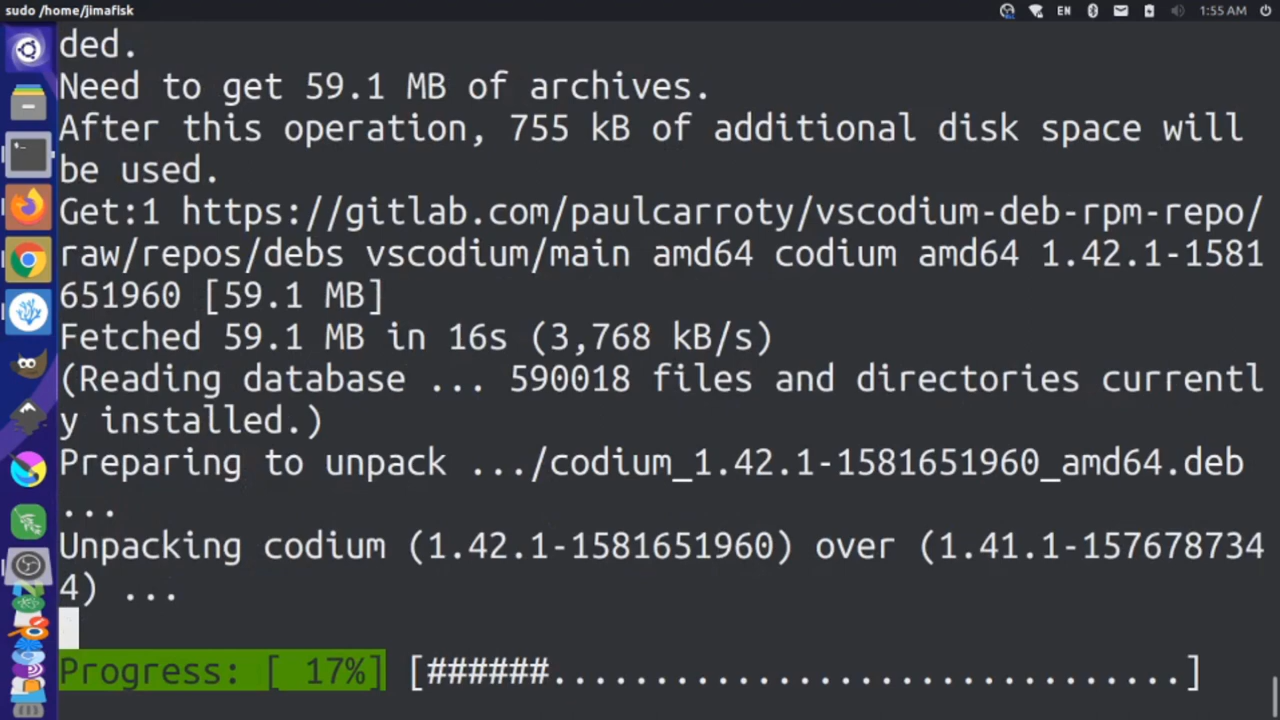 sudo /home/jimafisk
EN
1:55 AM
ded.
Need to get 59.1 MB of archives.
After this operation, 755 kB of additional disk space will
be used.
Get:1 https://gitlab.com/paulcarroty/vscodium-deb-rpm-repo/
raw/repos/debs vscodium/main amd64 codium amd64 1.42.1-1581
651960 [59.1 MB]
Fetched 59.1 MB in 16s (3,768 kB/s)
(Reading database ... 590018 files and directories currentl
y installed.)
Preparing to unpack .../codium_1.42.1-1581651960_amd64.deb
...
Unpacking codium (1.42.1-1581651960) over (1.41.1-157678734
4) ...
Progress: [ 17%] [######...............................]